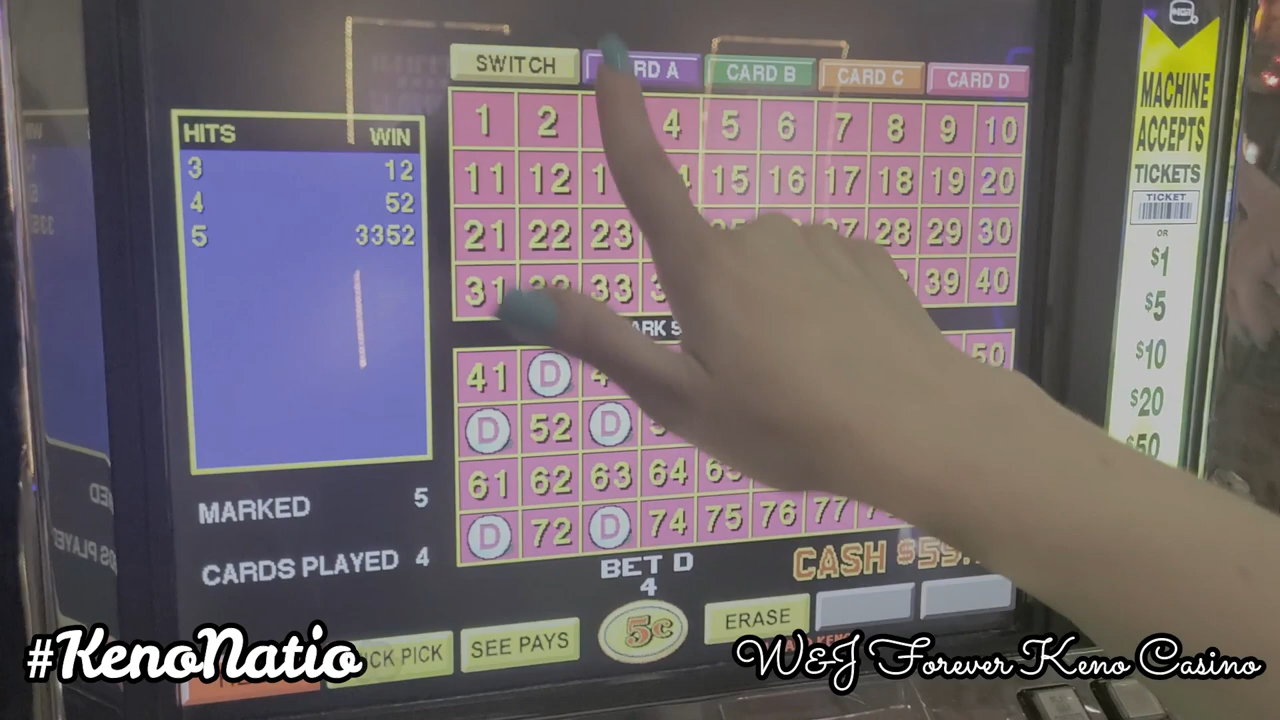 SWITCH CARD B CARD C CARD D
HITS WIN
3 12
4 52
5 3352
1 2 4 5 6 7 8 9 10
11 12 15 16 17 18 19 20
21 22 23 28 29 30
31 33 39 40
41 D 50
D 52 D
61 62 63 64
D 72 D 74 75 76 77
MARKED 5
CARDS PLAYED 4
BET D
4
5¢
SEE PAYS
ERASE
MACHINE
ACCEPTS
TICKETS
TICKET
OR
$1
$5
$10
$20
$50
#KenoNatio
W&J Forever Keno Casino